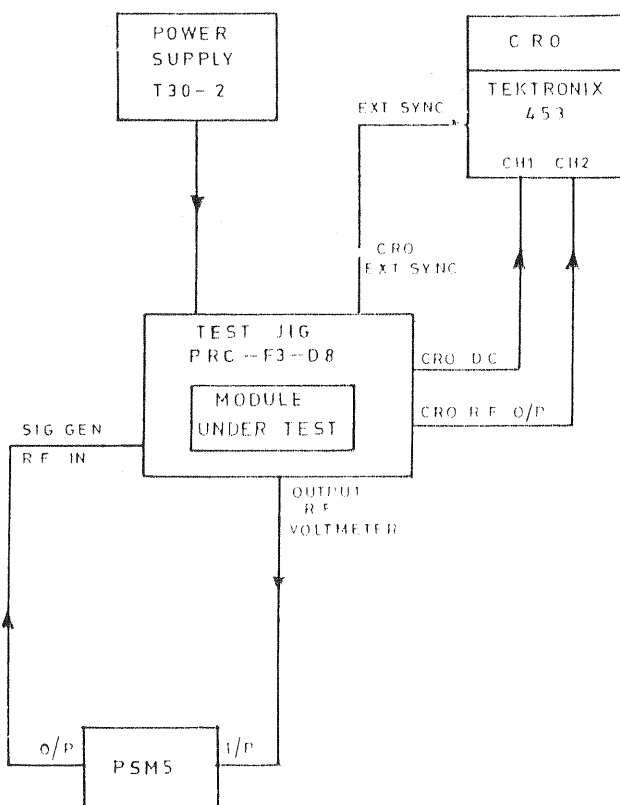 POWER
SUPPLY
T30-2
CRO
TEKTRONIX
453
CH1 CH2
EXT SYNC
CRO
EXT SYNC
TEST JIG
PRC-F3-D8
MODULE
UNDER TEST
CRO DC
CRO RF O/P
SIG GEN
RF IN
OUTPUT
RF
VOLTMETER
O/P
I/P
PSM5